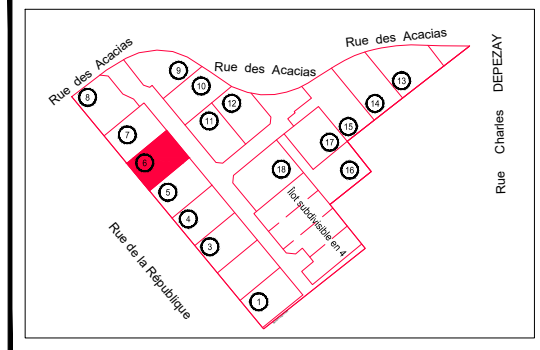 Rue des Acacias
Rue des Acacias
Rue des Acacias
Rue Charles DEPEZAY
8
9
10
12
11
7
6
5
4
3
1
13
14
15
17
16
18
Îlot subdivisible en 4
Rue de la République